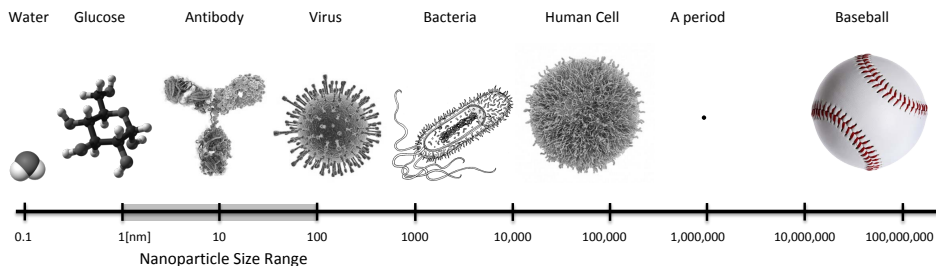 Water Glucose Antibody Virus Bacteria Human Cell A period Baseball
0.1 1[nm] 10 100 1000 10,000 100,000 1,000,000 10,000,000 100,000,000
Nanoparticle Size Range